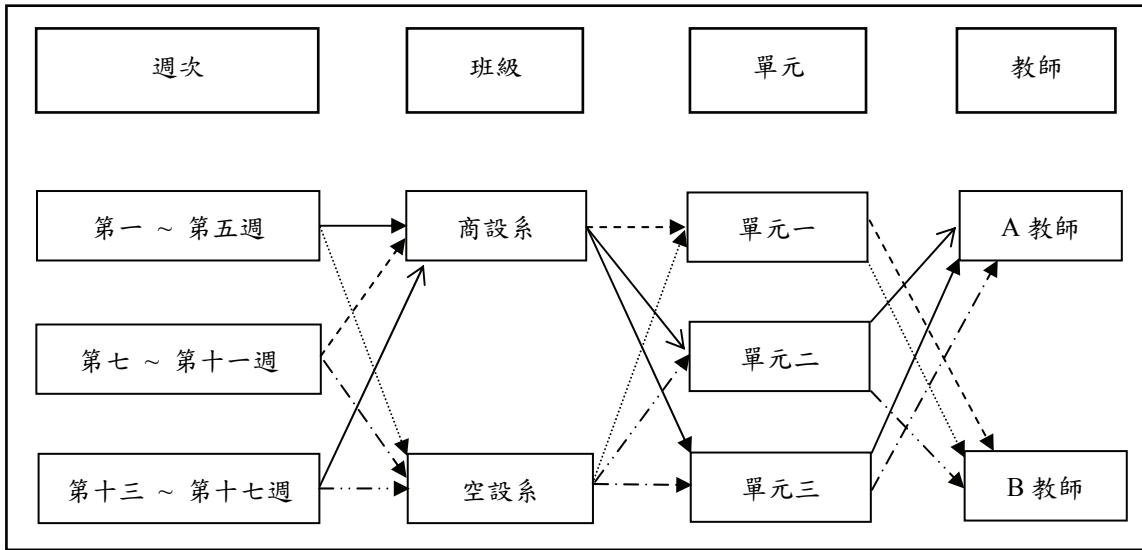 週次
班級
單元
教師
第一 ~ 第五週
商設系
單元一
A 教師
第七 ~ 第十一週
單元二
第十三 ~ 第十七週
空設系
單元三
B 教師